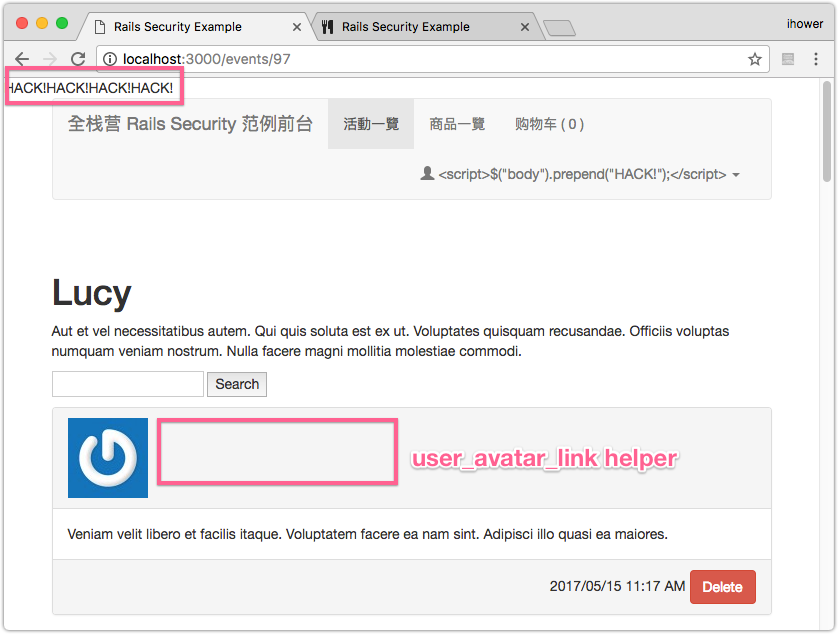 Rails Security Example
Rails Security Example
ihower
localhost:3000/events/97
HACK!HACK!HACK!HACK!
全栈营 Rails Security 范例前台
活動一覽
商品一覽
购物车 ( 0 )
<script>$("body").prepend("HACK!");</script>
Lucy
Aut et vel necessitatibus autem. Qui quis soluta est ex ut. Voluptates quisquam recusandae. Officiis voluptas
numquam veniam nostrum. Nulla facere magni mollitia molestiae commodi.
Search
user_avatar_link helper
Veniam velit libero et facilis itaque. Voluptatem facere ea nam sint. Adipisci illo quasi ea maiores.
2017/05/15 11:17 AM
Delete